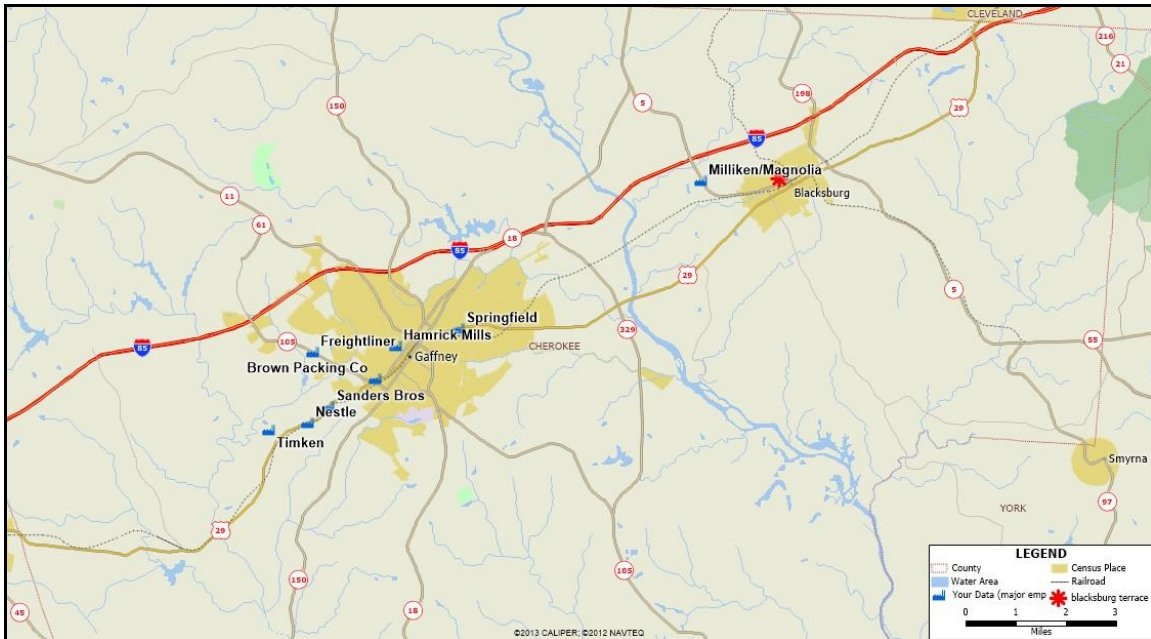 CLEVELAND
216
21
150
5
198
29
85
Milliken/Magnolia
Blacksburg
11
61
18
85
29
5
329
55
Springfield
Hamrick Mills
Freightliner
105
85
Gaffney
CHEROKEE
Brown Packing Co
Sanders Bros
Nestle
Timken
Smyrna
97
YORK
29
150
105
18
45
LEGEND
County
Census Place
Water Area
Railroad
Your Data (major emp
blacksburg terrace
0 1 2 3
Miles
©2013 CALIPER; ©2012 NAVTEQ